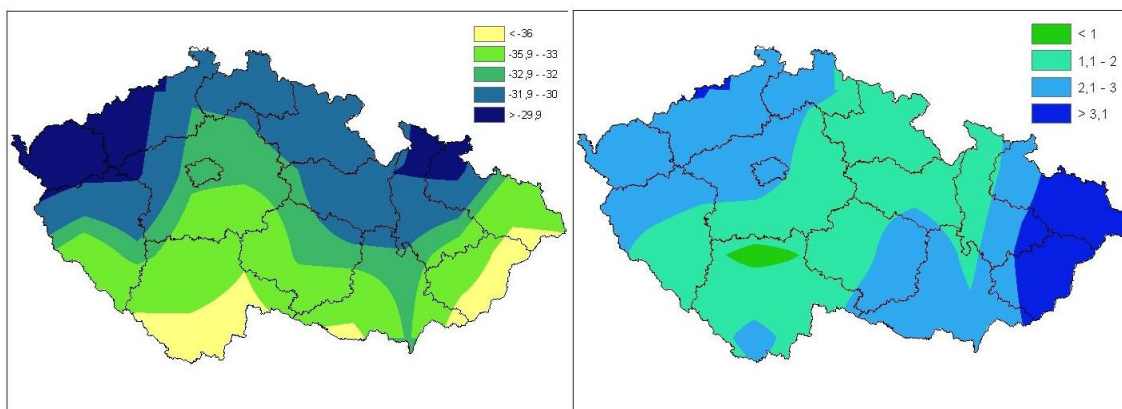 < -36
-35,9 - -33
-32,9 - -32
-31,9 - -30
> -29,9
< 1
1,1 - 2
2,1 - 3
> 3,1